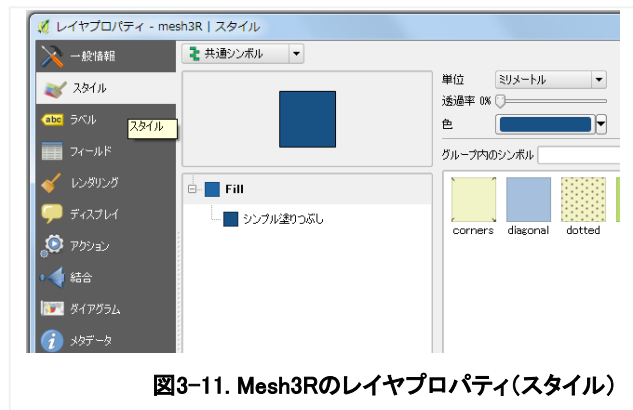 レイヤプロパティ - mesh3R | スタイル
一般情報
スタイル
abc ラベル
スタイル
フィールド
レンダリング
ディスプレイ
アクション
結合
ダイアグラム
メタデータ
共通シンボル
Fill
シンプル塗りつぶし
単位 ミリメートル
透過率 0%
色
グループ内のシンボル
corners diagonal dotted
図3-11. Mesh3Rのレイヤプロパティ(スタイル)